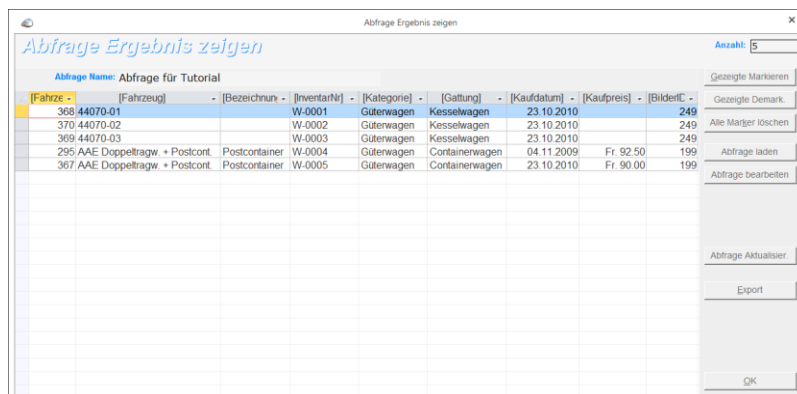 Abfrage Ergebnis zeigen
Abfrage Ergebnis zeigen
Anzahl: 5
Abfrage Name: Abfrage für Tutorial
[Fahrze [Fahrzeug] [Bezeichnun [InventarNr] [Kategorie] [Gattung] [Kaufdatum] [Kaufpreis] [BilderIC
368 44070-01 W-0001 Güterwagen Kesselwagen 23.10.2010 249
370 44070-02 W-0002 Güterwagen Kesselwagen 23.10.2010 249
369 44070-03 W-0003 Güterwagen Kesselwagen 23.10.2010 249
295 AAE Doppeltragw. + Postcont. Postcontainer W-0004 Güterwagen Containerwagen 04.11.2009 Fr. 92.50 199
367 AAE Doppeltragw. + Postcont. Postcontainer W-0005 Güterwagen Containerwagen 23.10.2010 Fr. 90.00 199
Gezeigte Markieren
Gezeigte Demark.
Alle Marker löschen
Abfrage laden
Abfrage bearbeiten
Abfrage Aktualisier.
Export
OK